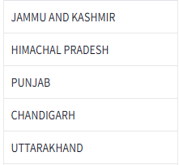 JAMMU AND KASHMIR
HIMACHAL PRADESH
PUNJAB
CHANDIGARH
UTTARAKHAND